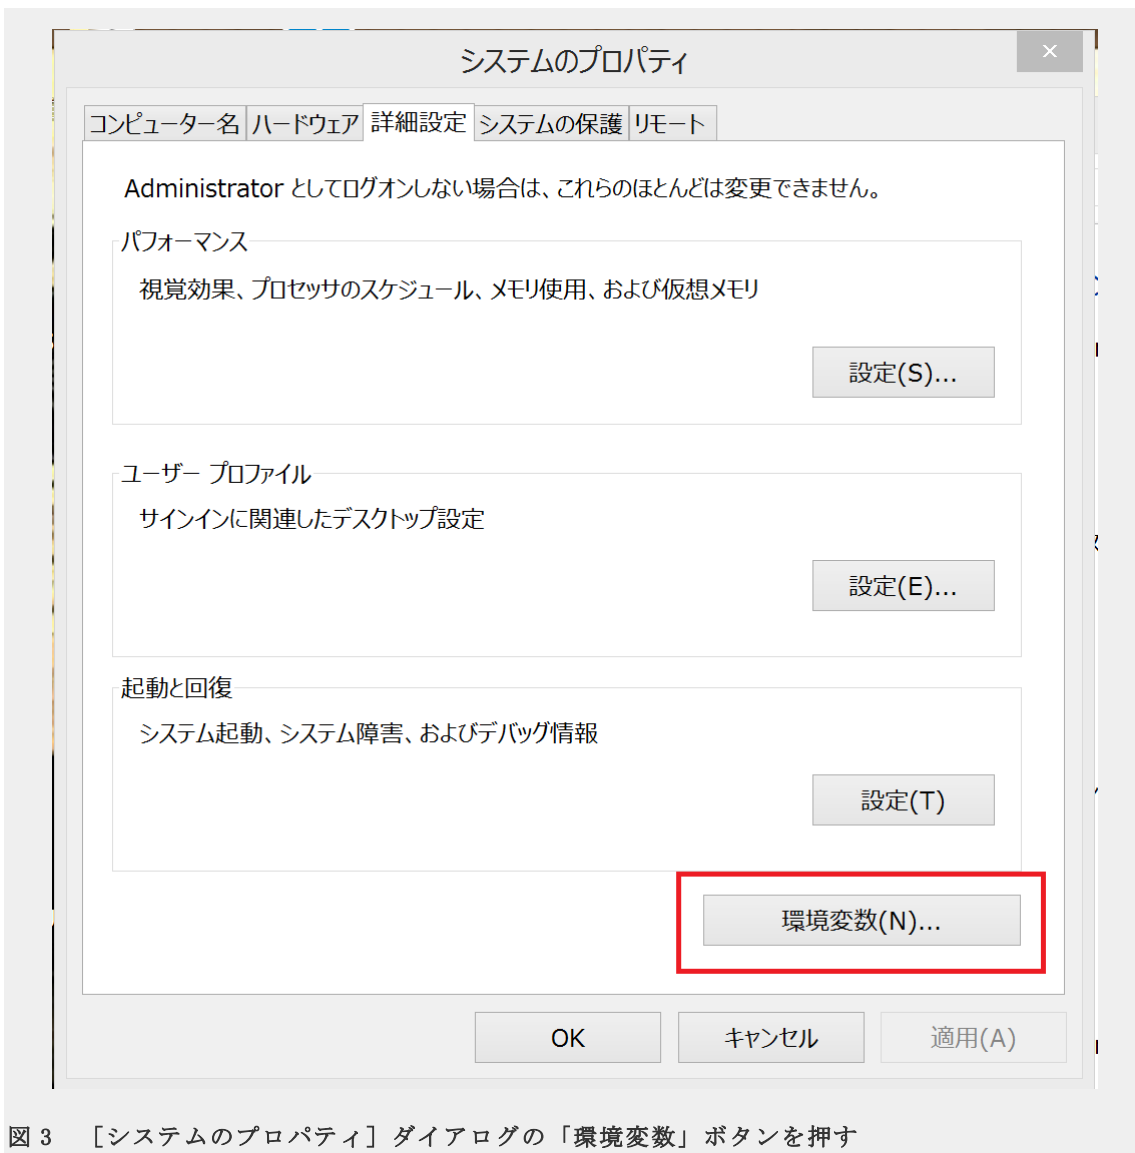 システムのプロパティ
コンピューター名 ハードウェア 詳細設定 システムの保護 リモート
Administrator としてログオンしない場合は、これらのほとんどは変更できません。
パフォーマンス
視覚効果、プロセッサのスケジュール、メモリ使用、および仮想メモリ
設定(S)...
ユーザー プロファイル
サインインに関連したデスクトップ設定
設定(E)...
起動と回復
システム起動、システム障害、およびデバッグ情報
設定(T)
環境変数(N)...
OK キャンセル 適用(A)
図３　［システムのプロパティ］ダイアログの「環境変数」ボタンを押す